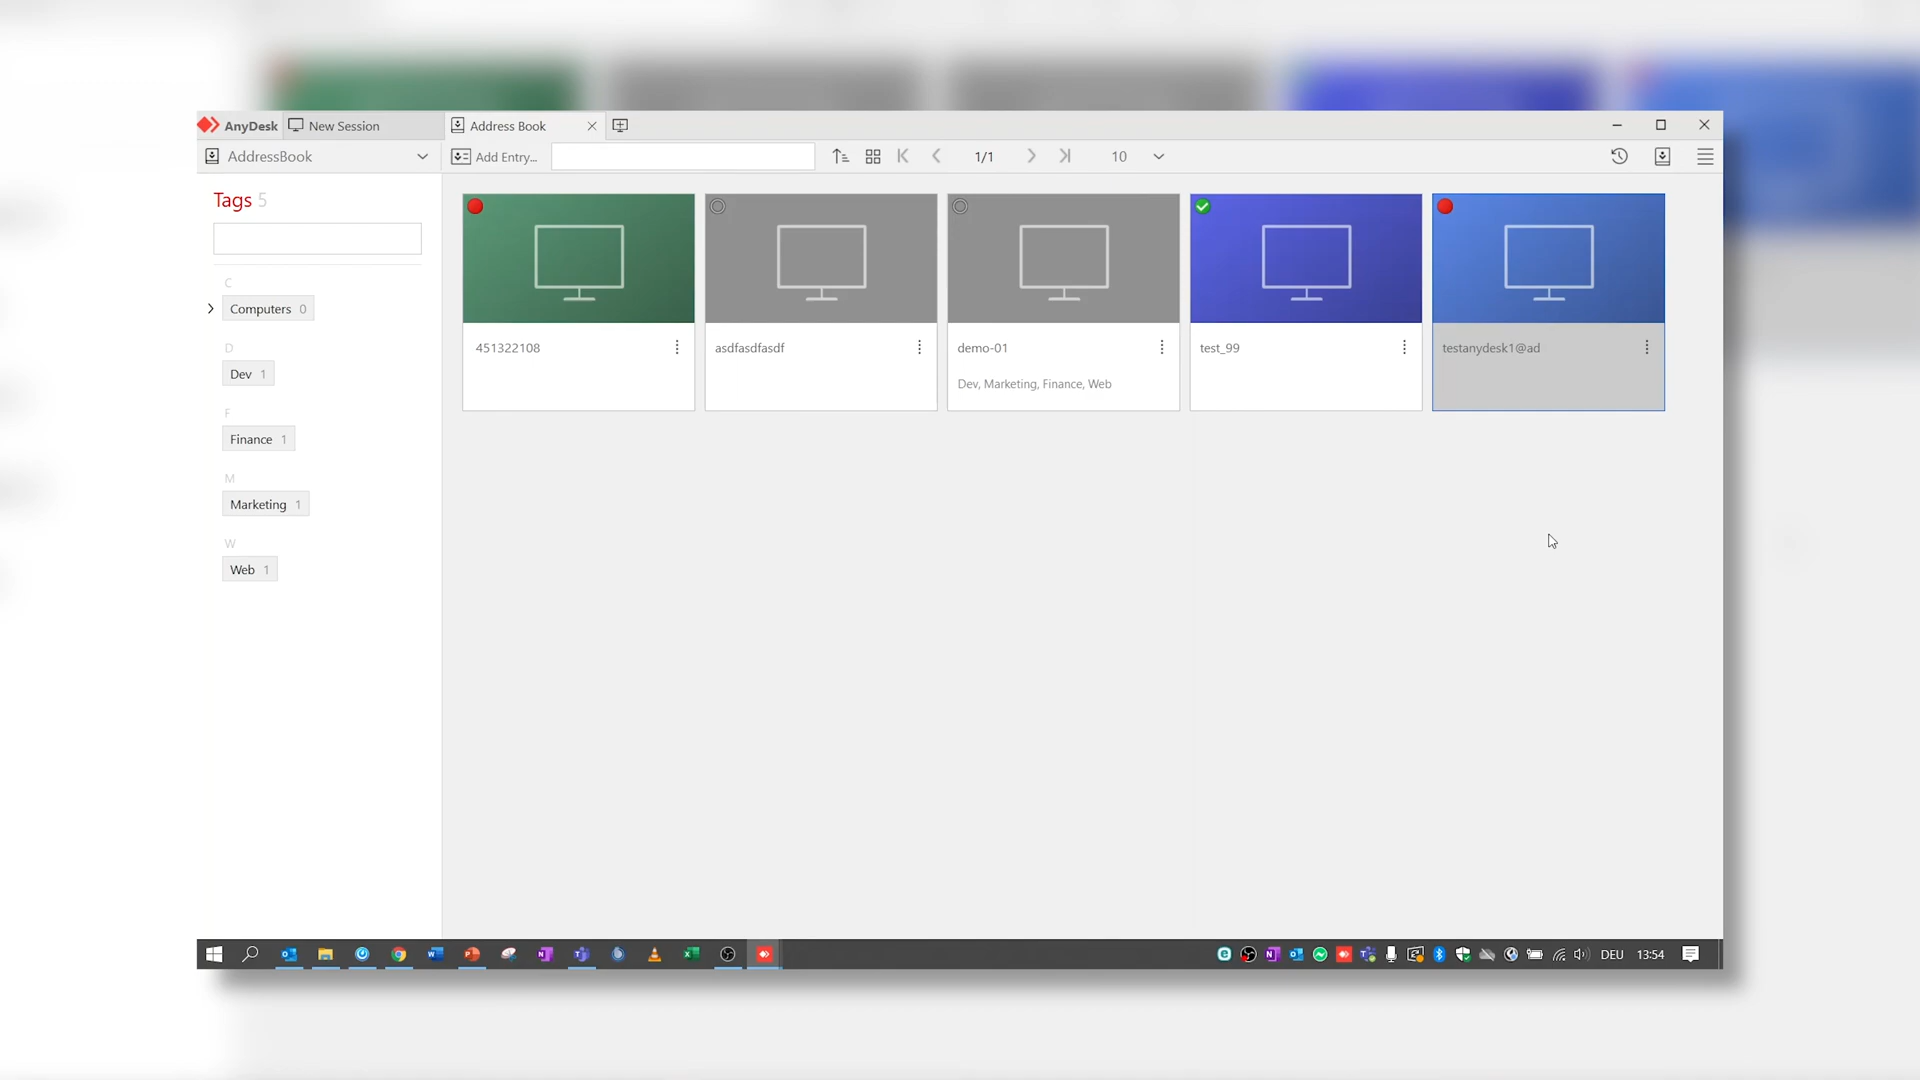 AnyDesk New Session Address Book
AddressBook Add Entry... 1/1 10
Tags 5
C
Computers 0
D
Dev 1
F
Finance 1
M
Marketing 1
W
Web 1
451322108 asdfasdfasdf demo-01 test_99 testanydesk1@ad
Dev, Marketing, Finance, Web
DEU 13:54